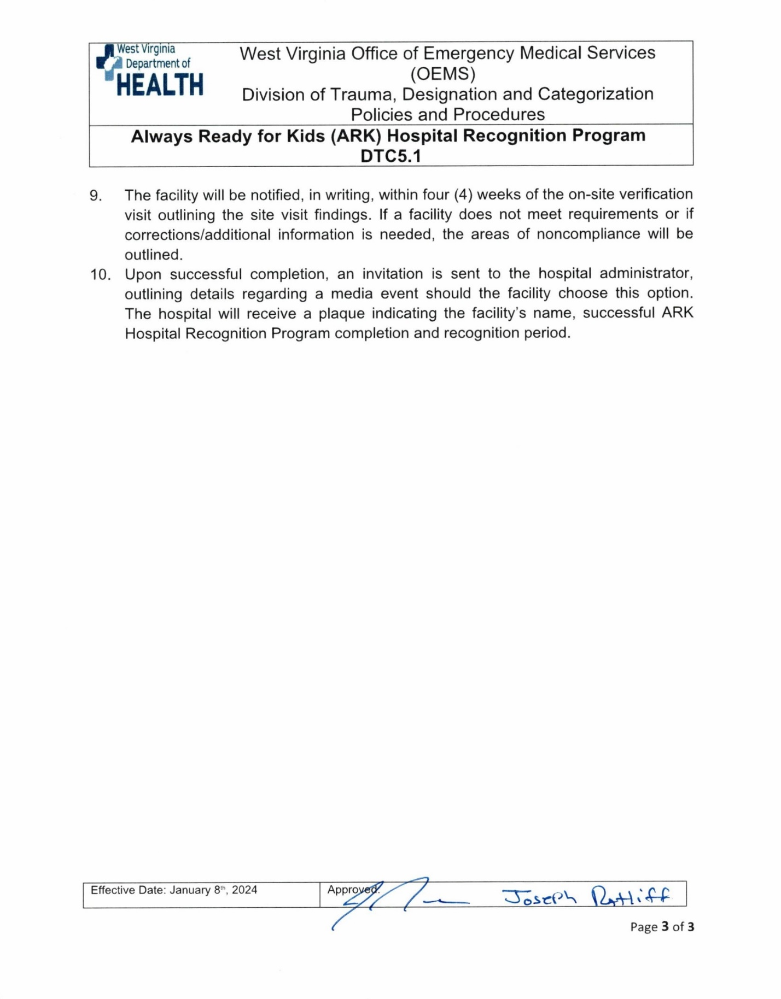 West Virginia
Department of
HEALTH
West Virginia Office of Emergency Medical Services
(OEMS)
Division of Trauma, Designation and Categorization
Policies and Procedures
Always Ready for Kids (ARK) Hospital Recognition Program
DTC5.1
9. The facility will be notified, in writing, within four (4) weeks of the on-site verification
visit outlining the site visit findings. If a facility does not meet requirements or if
corrections/additional information is needed, the areas of noncompliance will be
outlined.
10. Upon successful completion, an invitation is sent to the hospital administrator,
outlining details regarding a media event should the facility choose this option.
The hospital will receive a plaque indicating the facility’s name, successful ARK
Hospital Recognition Program completion and recognition period.
Effective Date: January 8th, 2024
Approved: Joseph Ratliff
Page 3 of 3